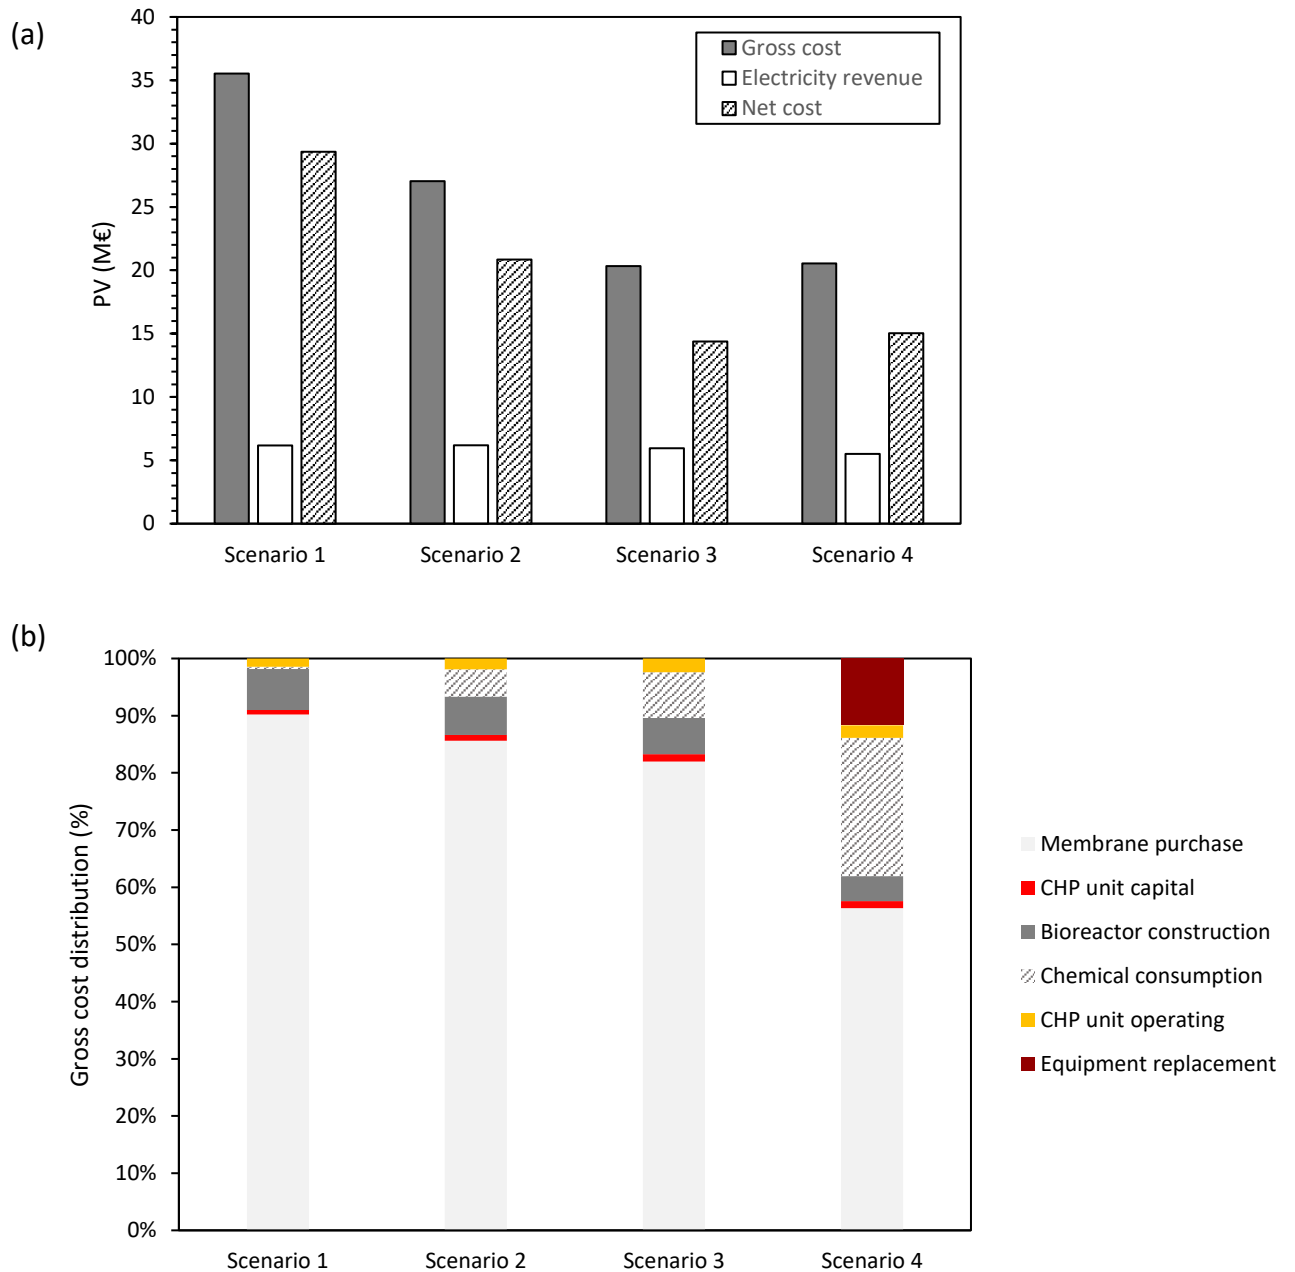 (a)
40
35
30
25
20
15
10
5
0
PV (M€)
Gross cost
Electricity revenue
Net cost
Scenario 1
Scenario 2
Scenario 3
Scenario 4
(b)
100%
90%
80%
70%
60%
50%
40%
30%
20%
10%
0%
Gross cost distribution (%)
Scenario 1
Scenario 2
Scenario 3
Scenario 4
Membrane purchase
CHP unit capital
Bioreactor construction
Chemical consumption
CHP unit operating
Equipment replacement